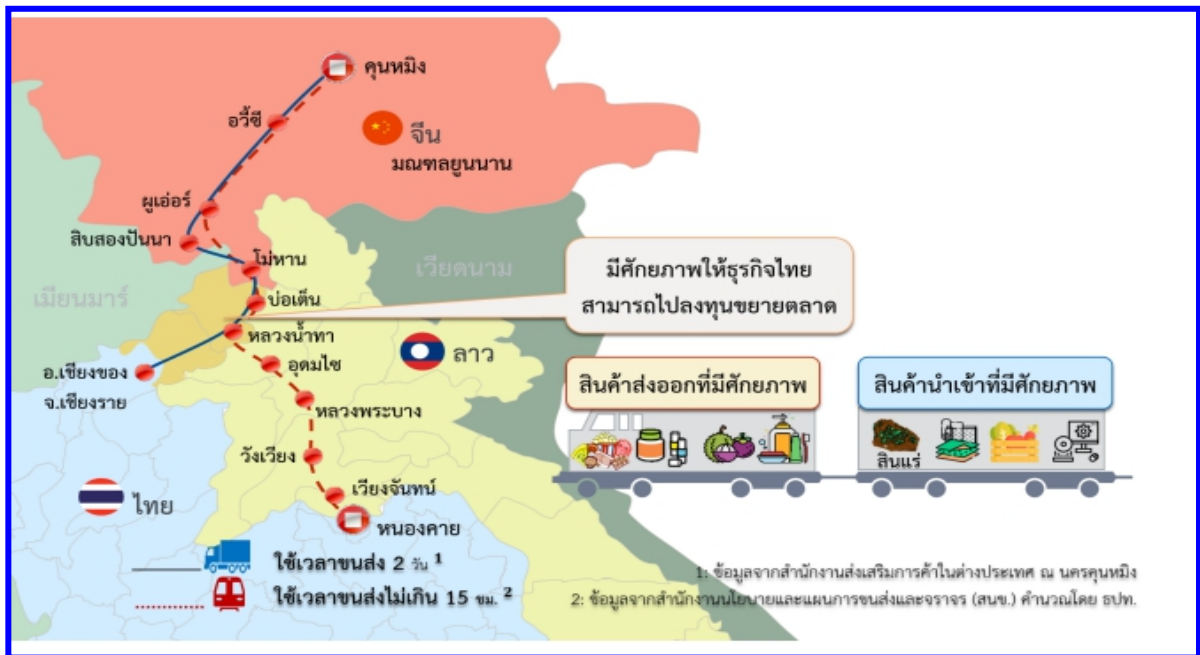 คุนหมิง
อวี้ซี
จีน
มณฑลยูนนาน
ผูเอ่อร์
สิบสองปันนา
โม่หาน
เวียดนาม
เมียนมาร์
บ่อเต็น
มีศักยภาพให้ธุรกิจไทย
สามารถไปลงทุนขยายตลาด
หลวงน้ำทา
ลาว
อุดมไซ
อ.เชียงของ
จ.เชียงราย
สินค้าส่งออกที่มีศักยภาพ
สินค้านำเข้าที่มีศักยภาพ
หลวงพระบาง
วังเวียง
สินแร่
เวียงจันทน์
ไทย
หนองคาย
ใช้เวลาขนส่ง 2 วัน 1
ใช้เวลาขนส่งไม่เกิน 15 ชม. 2
1: ข้อมูลจากสำนักงานส่งเสริมการค้าในต่างประเทศ ณ นครคุนหมิง
2: ข้อมูลจากสำนักงานนโยบายและแผนการขนส่งและจราจร (สนข.) คำนวณโดย ธปท.